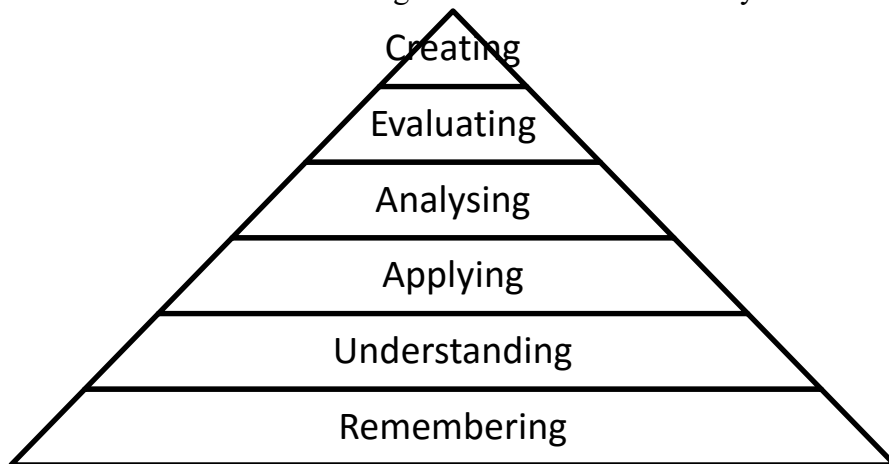 Creating
Evaluating
Analysing
Applying
Understanding
Remembering